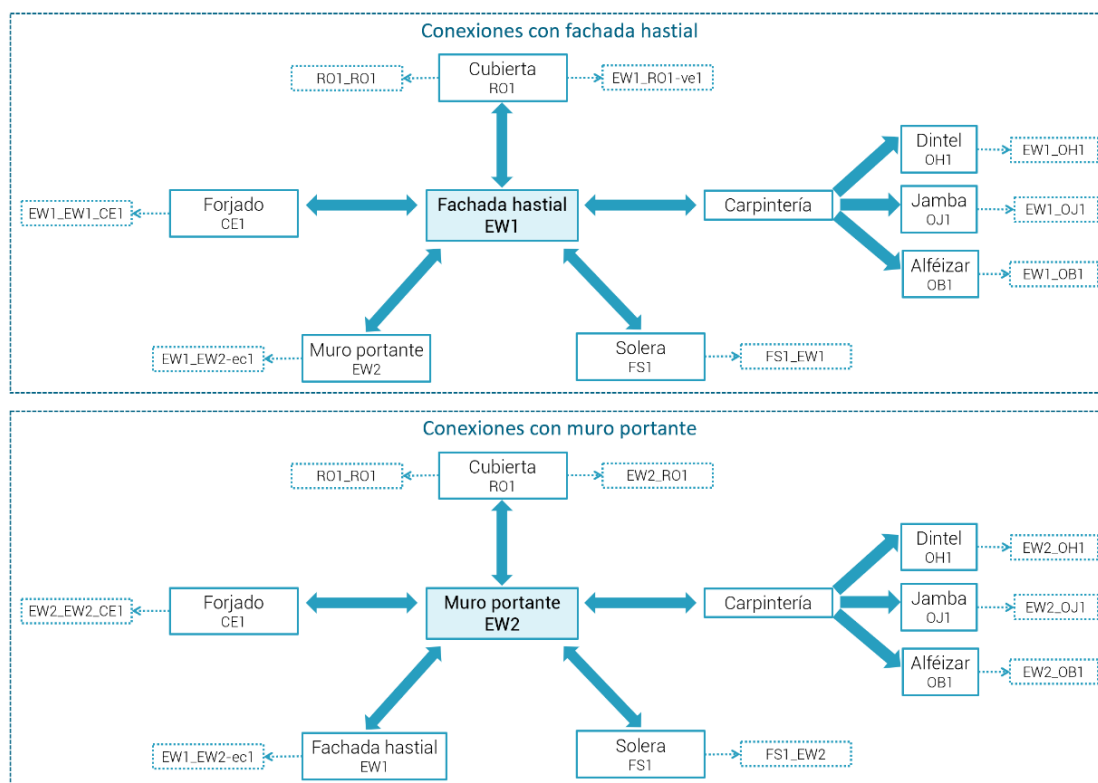 Conexiones con fachada hastial
RO1_RO1
Cubierta
RO1
EW1_RO1-ve1
Dintel
OH1
EW1_OH1
EW1_EW1_CE1
Forjado
CE1
Fachada hastial
EW1
Carpintería
Jamba
OJ1
EW1_OJ1
Alféizar
OB1
EW1_OB1
EW1_EW2-ec1
Muro portante
EW2
Solera
FS1
FS1_EW1
Conexiones con muro portante
RO1_RO1
Cubierta
RO1
EW2_RO1
Dintel
OH1
EW2_OH1
EW2_EW2_CE1
Forjado
CE1
Muro portante
EW2
Carpintería
Jamba
OJ1
EW2_OJ1
Alféizar
OB1
EW2_OB1
EW1_EW2-ec1
Fachada hastial
EW1
Solera
FS1
FS1_EW2